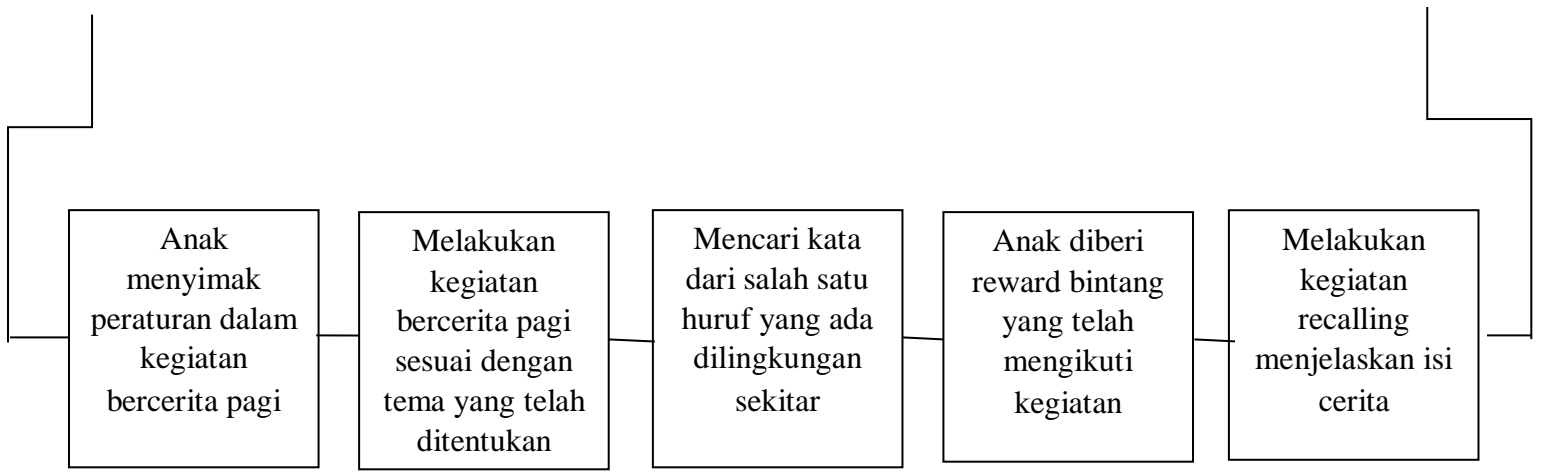 Anak
menyimak
peraturan dalam
kegiatan
bercerita pagi
Melakukan
kegiatan
bercerita pagi
sesuai dengan
tema yang telah
ditentukan
Mencari kata
dari salah satu
huruf yang ada
dilingkungan
sekitar
Anak diberi
reward bintang
yang telah
mengikuti
kegiatan
Melakukan
kegiatan
recalling
menjelaskan isi
cerita